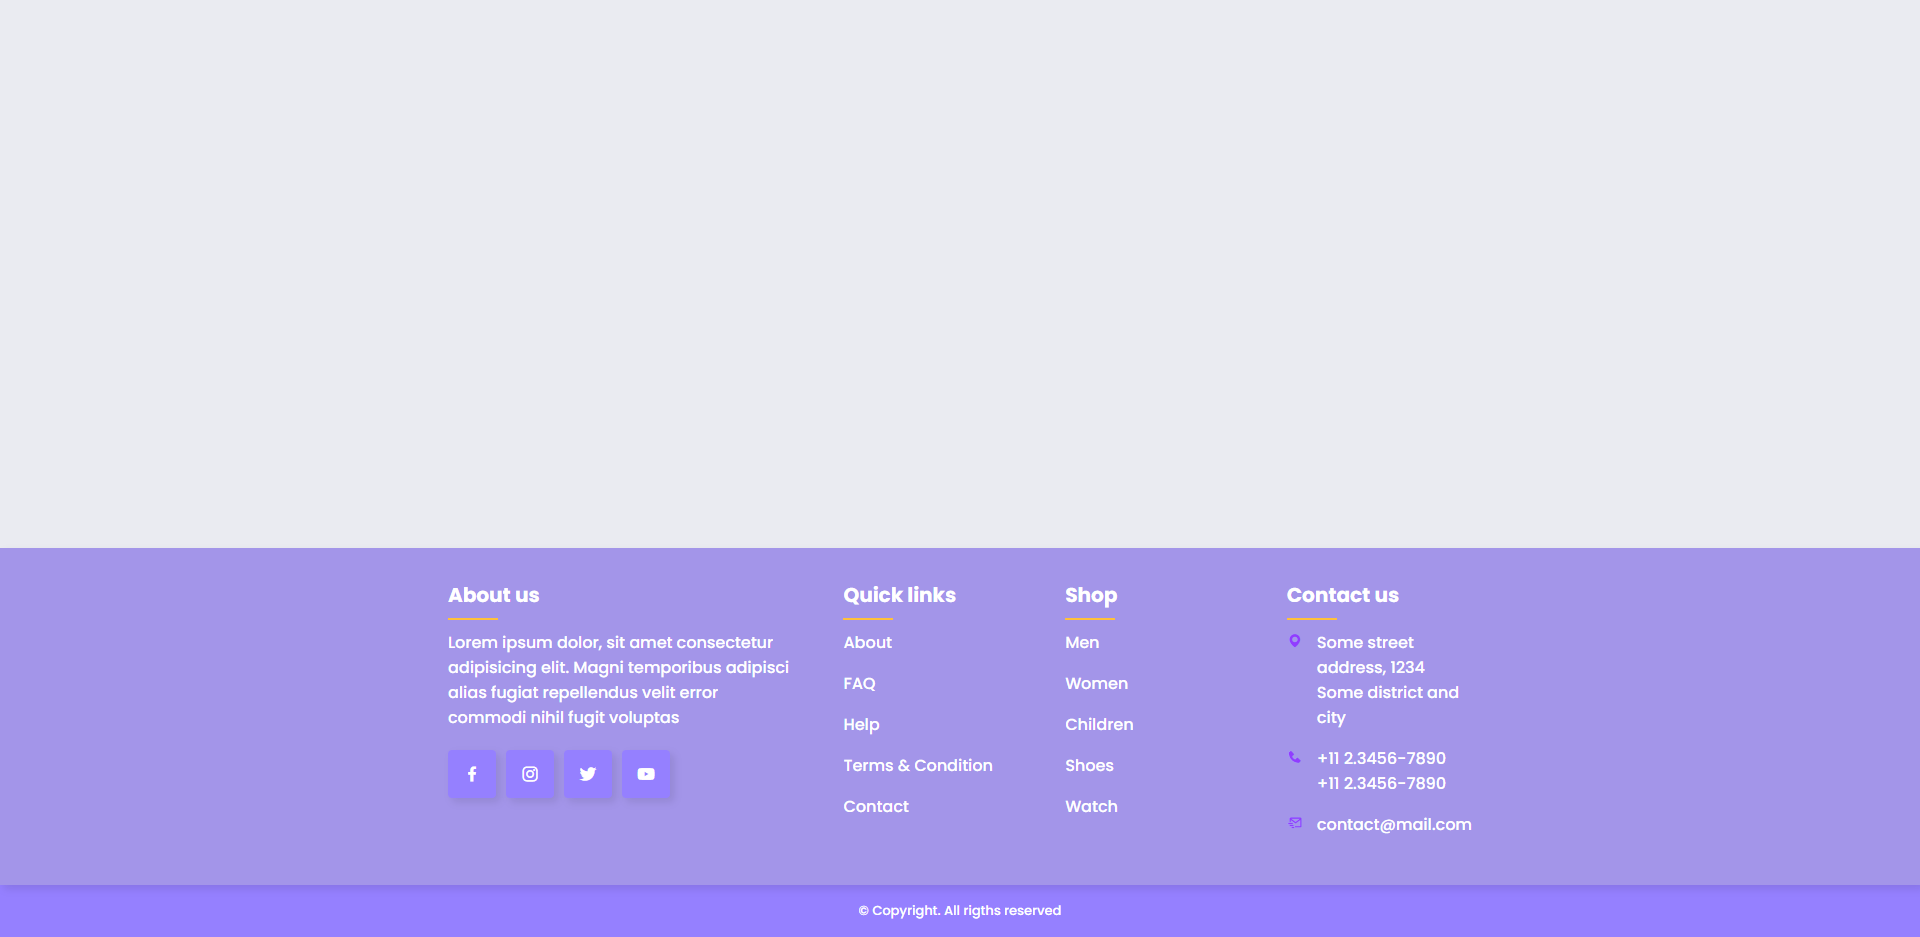 About us
Lorem ipsum dolor, sit amet consectetur
adipisicing elit. Magni temporibus adipisci
alias fugiat repellendus velit error
commodi nihil fugit voluptas
Quick links
About
FAQ
Help
Terms & Condition
Contact
Shop
Men
Women
Children
Shoes
Watch
Contact us
Some street
address, 1234
Some district and
city
+11 2.3456-7890
+11 2.3456-7890
contact@mail.com
© Copyright. All rigths reserved